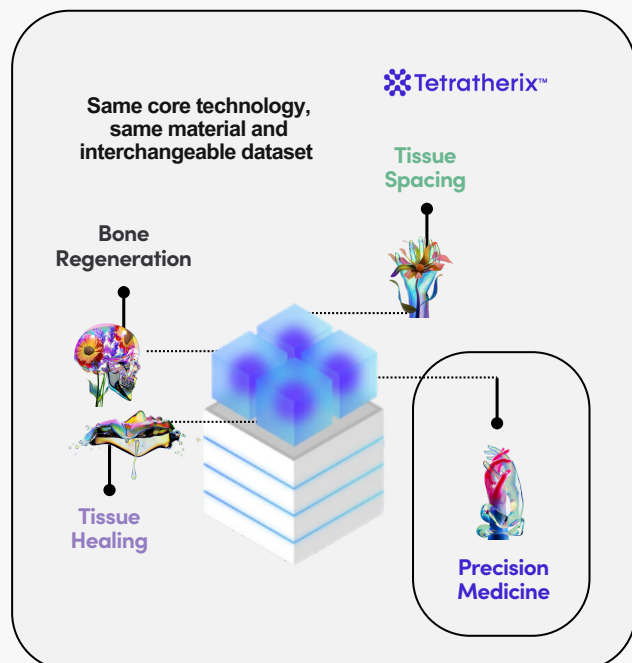 Tetratherix™
Same core technology,
same material and
interchangeable dataset
Tissue
Spacing
Bone
Regeneration
Tissue
Healing
Precision
Medicine